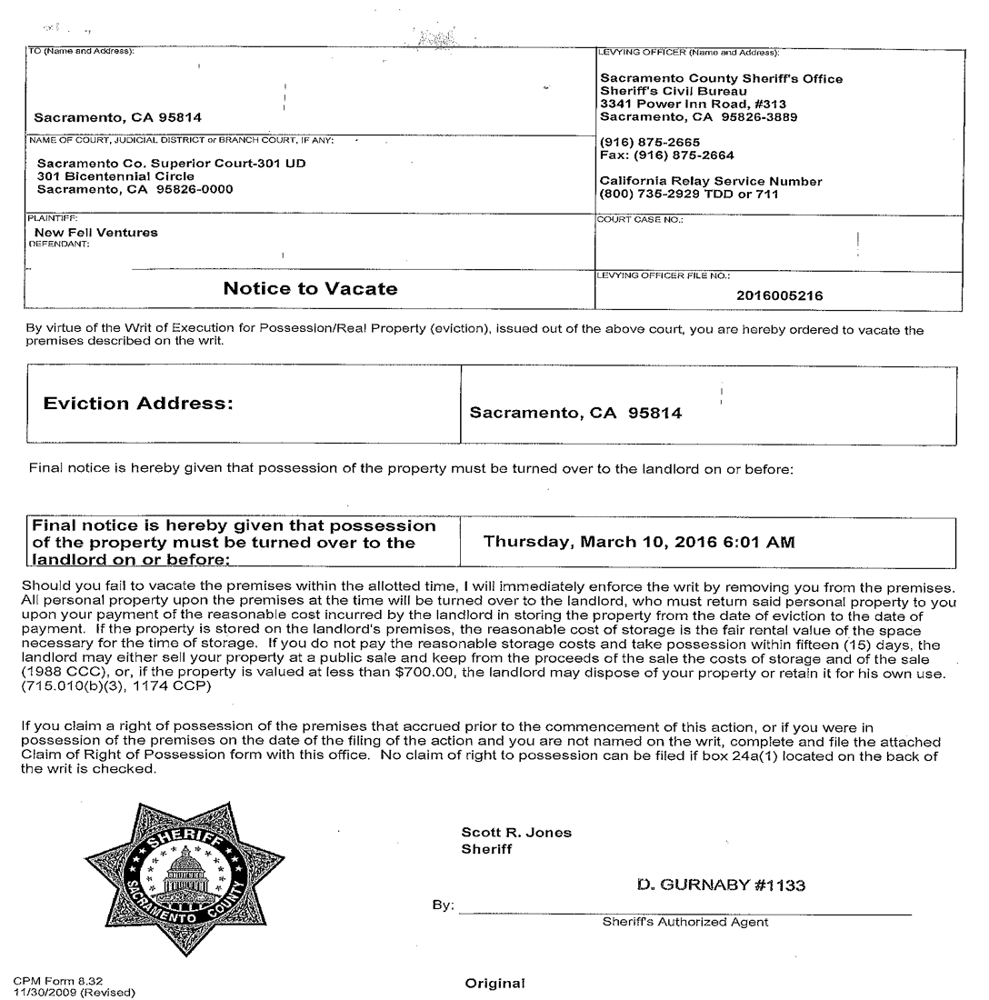 TO (Name and Address):
Sacramento, CA 95814
LEVYING OFFICER (Name and Address):
Sacramento County Sheriff's Office
Sheriff's Civil Bureau
3341 Power Inn Road, #313
Sacramento, CA 95826-3889
(916) 875-2665
Fax: (916) 875-2664
California Relay Service Number
(800) 735-2929 TDD or 711
NAME OF COURT, JUDICIAL DISTRICT or BRANCH COURT, IF ANY:
Sacramento Co. Superior Court-301 UD
301 Bicentennial Circle
Sacramento, CA 95826-0000
PLAINTIFF:
New Fell Ventures
DEFENDANT:
COURT CASE NO.:
Notice to Vacate
LEVYING OFFICER FILE NO.:
2016005216
By virtue of the Writ of Execution for Possession/Real Property (eviction), issued out of the above court, you are hereby ordered to vacate the
premises described on the writ.
Eviction Address:
Sacramento, CA 95814
Final notice is hereby given that possession of the property must be turned over to the landlord on or before:
Final notice is hereby given that possession
of the property must be turned over to the
landlord on or before:
Thursday, March 10, 2016 6:01 AM
Should you fail to vacate the premises within the allotted time, I will immediately enforce the writ by removing you from the premises.
All personal property upon the premises at the time will be turned over to the landlord, who must return said personal property to you
upon your payment of the reasonable cost incurred by the landlord in storing the property from the date of eviction to the date of
payment. If the property is stored on the landlord's premises, the reasonable cost of storage is the fair rental value of the space
necessary for the time of storage. If you do not pay the reasonable storage costs and take possession within fifteen (15) days, the
landlord may either sell your property at a public sale and keep from the proceeds of the sale the costs of storage and of the sale
(1988 CCC), or, if the property is valued at less than $700.00, the landlord may dispose of your property or retain it for his own use.
(715.010(b)(3), 1174 CCP)
If you claim a right of possession of the premises that accrued prior to the commencement of this action, or if you were in
possession of the premises on the date of the filing of the action and you are not named on the writ, complete and file the attached
Claim of Right of Possession form with this office. No claim of right to possession can be filed if box 24a(1) located on the back of
the writ is checked.
SHERIFF
SACRAMENTO COUNTY
Scott R. Jones
Sheriff
D. GURNABY #1133
By:
Sheriff's Authorized Agent
CPM Form 8.32
11/30/2009 (Revised)
Original